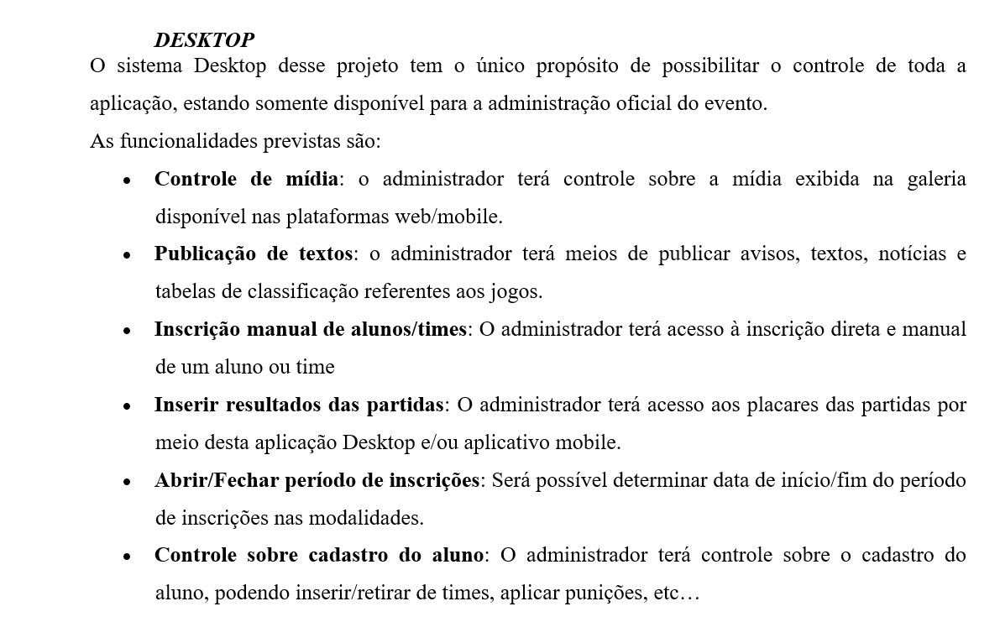 DESKTOP
O sistema Desktop desse projeto tem o único propósito de possibilitar o controle de toda a
aplicação, estando somente disponível para a administração oficial do evento.
As funcionalidades previstas são:
• Controle de mídia: o administrador terá controle sobre a mídia exibida na galeria
disponível nas plataformas web/mobile.
• Publicação de textos: o administrador terá meios de publicar avisos, textos, notícias e
tabelas de classificação referentes aos jogos.
• Inscrição manual de alunos/times: O administrador terá acesso à inscrição direta e manual
de um aluno ou time
• Inserir resultados das partidas: O administrador terá acesso aos placares das partidas por
meio desta aplicação Desktop e/ou aplicativo mobile.
• Abrir/Fechar período de inscrições: Será possível determinar data de início/fim do período
de inscrições nas modalidades.
• Controle sobre cadastro do aluno: O administrador terá controle sobre o cadastro do
aluno, podendo inserir/retirar de times, aplicar punições, etc…